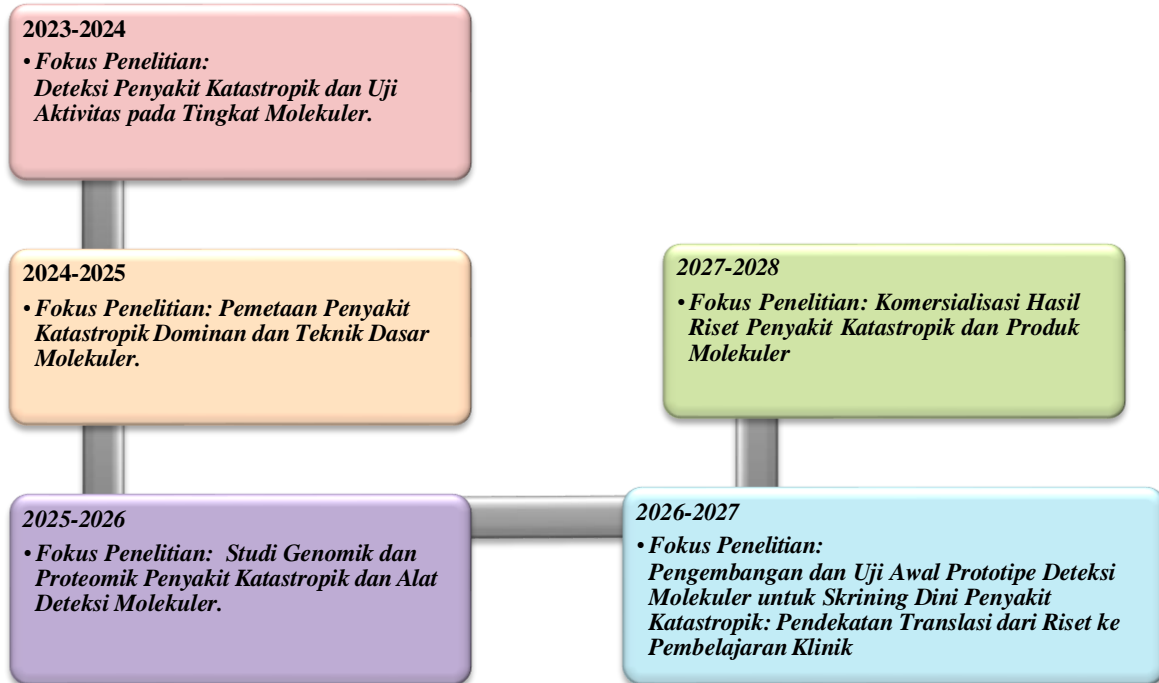 2023-2024
• Fokus Penelitian:
Deteksi Penyakit Katastropik dan Uji
Aktivitas pada Tingkat Molekuler.
2024-2025
• Fokus Penelitian: Pemetaan Penyakit
Katastropik Dominan dan Teknik Dasar
Molekuler.
2025-2026
• Fokus Penelitian: Studi Genomik dan
Proteomik Penyakit Katastropik dan Alat
Deteksi Molekuler.
2026-2027
• Fokus Penelitian:
Pengembangan dan Uji Awal Prototipe Deteksi
Molekuler untuk Skrining Dini Penyakit
Katastropik: Pendekatan Translasi dari Riset ke
Pembelajaran Klinik
2027-2028
• Fokus Penelitian: Komersialisasi Hasil
Riset Penyakit Katastropik dan Produk
Molekuler